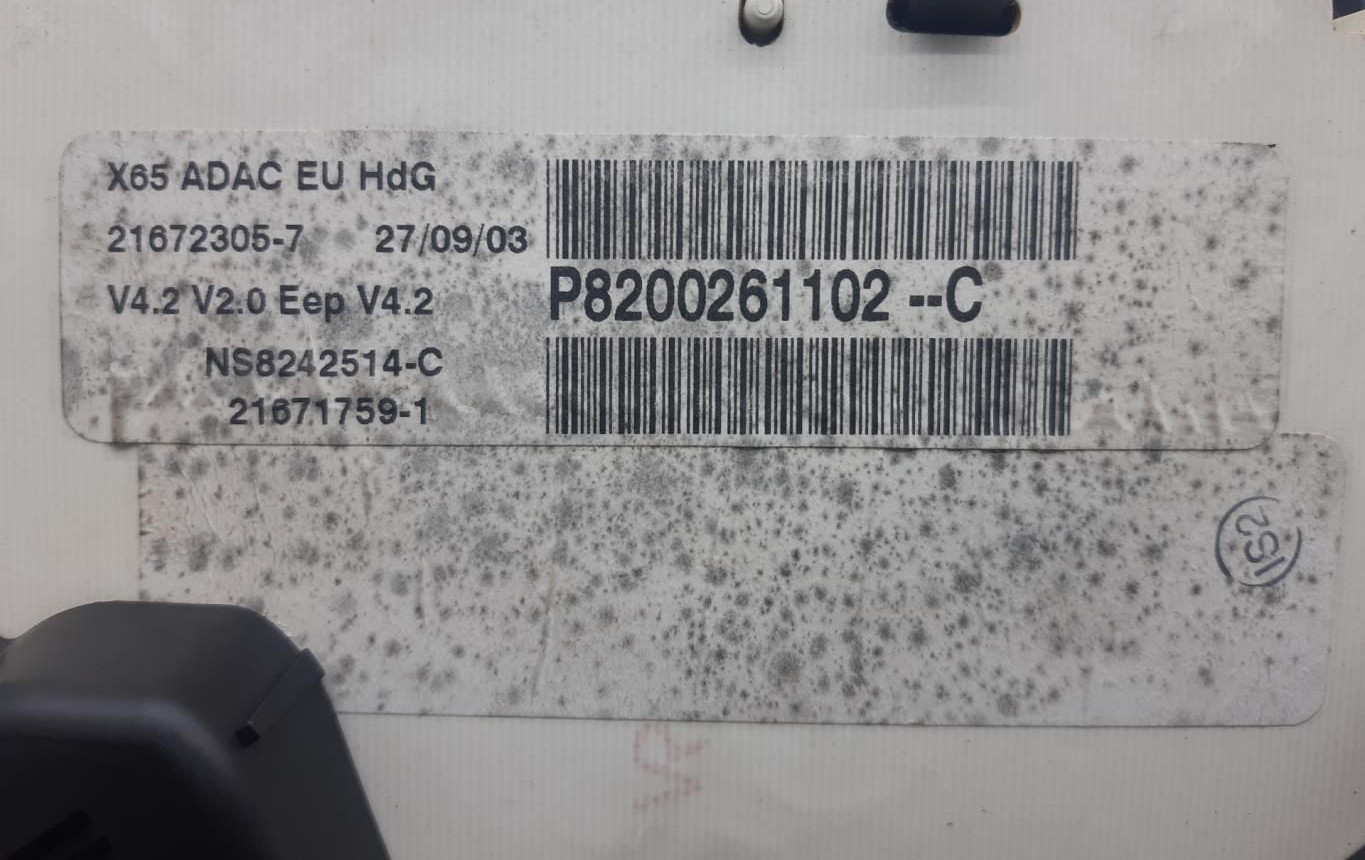 X65 ADAC EU HdG
21672305-7 27/09/03
V4.2 V2.0 Eep V4.2
NS8242514-C
21671759-1
P8200261102 --C